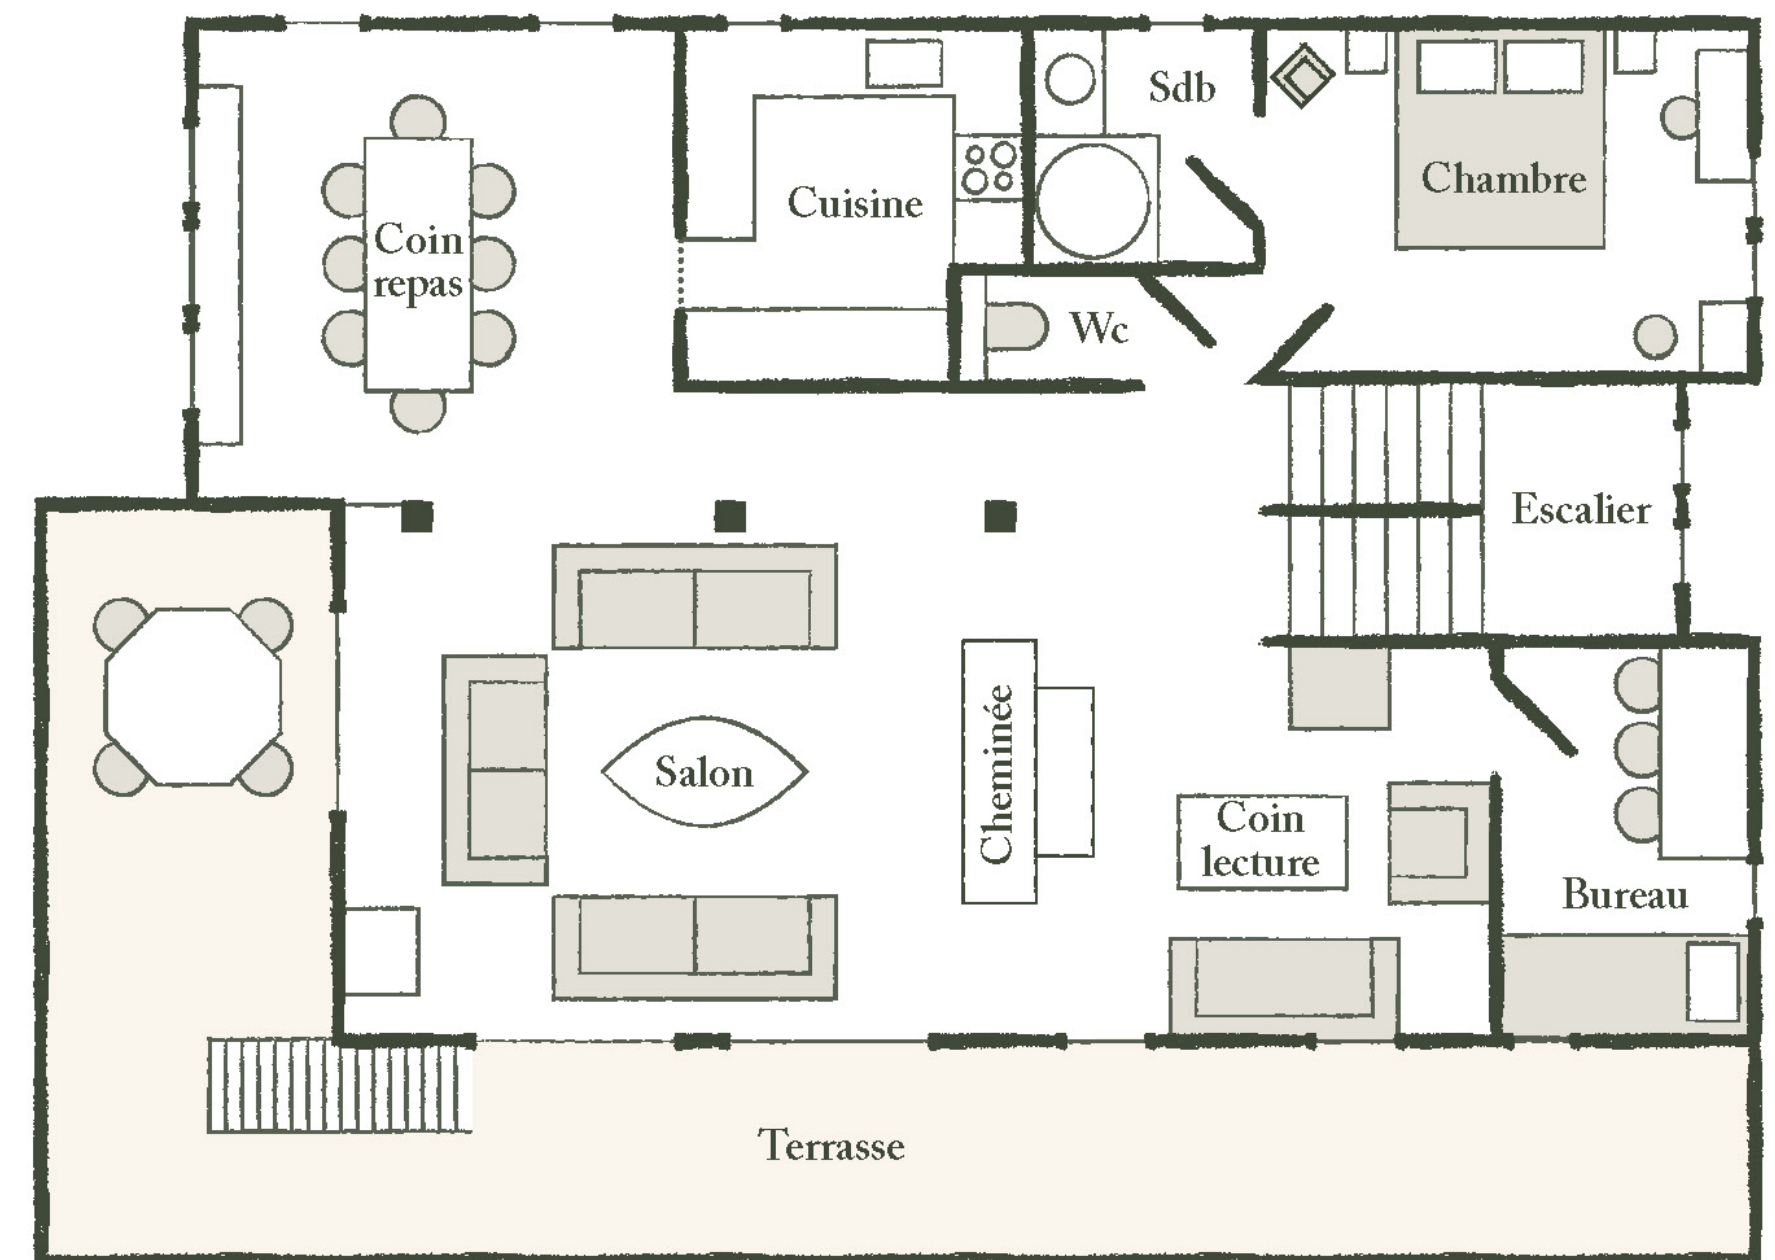 Sdb
Chambre
Cuisine
Coin
repas
Wc
Escalier
Salon
Cheminée
Coin
lecture
Bureau
Terrasse